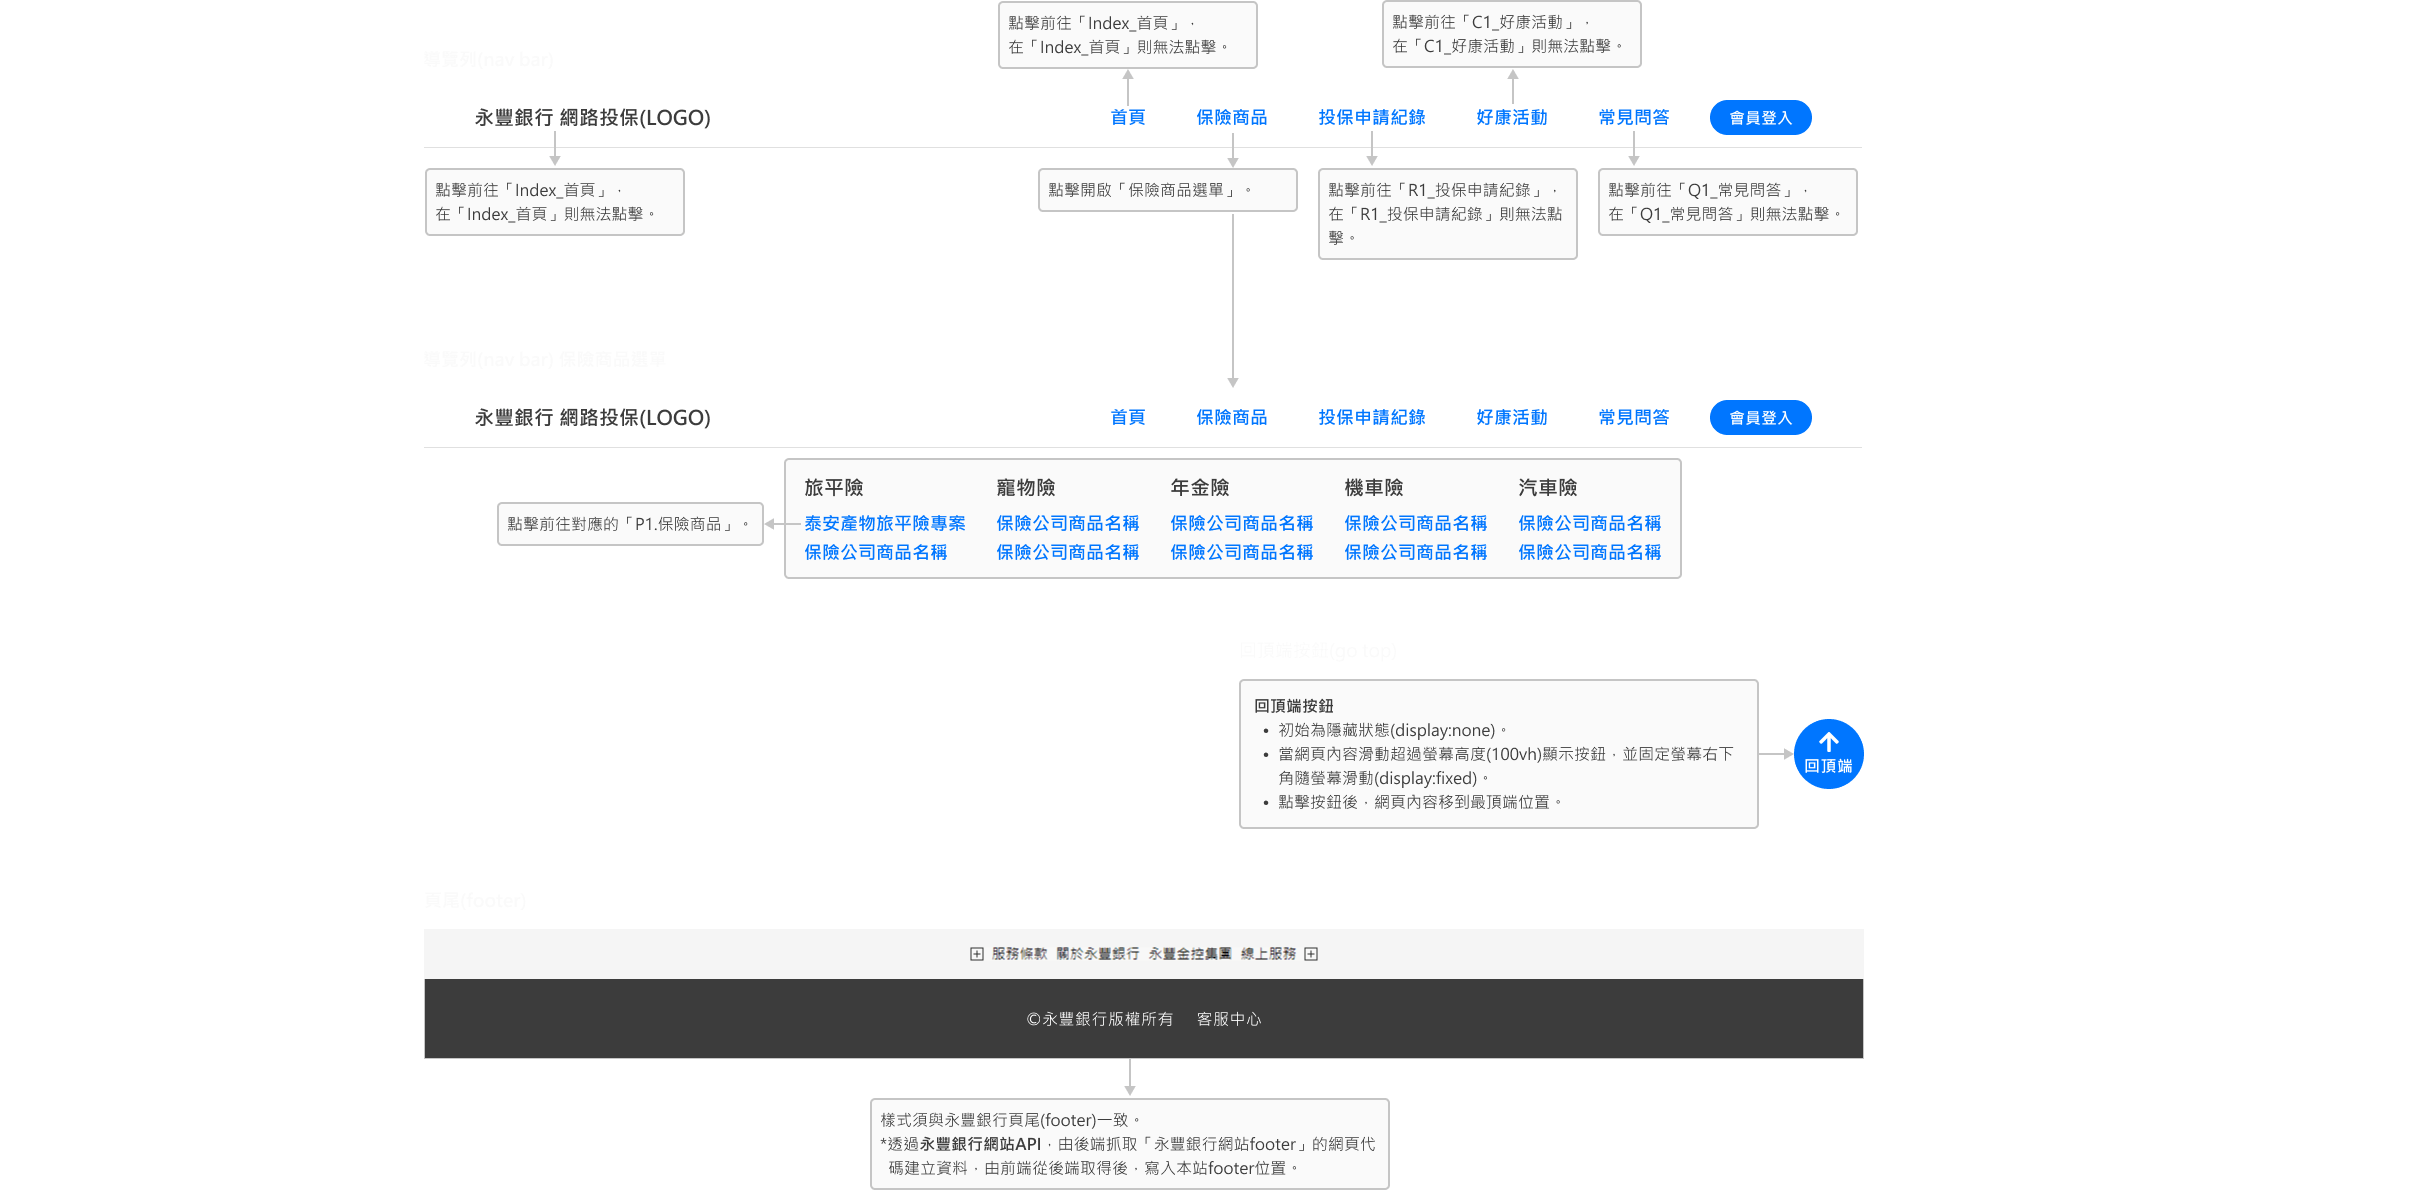 點擊前往「Index_首頁」，
在「Index_首頁」則無法點擊。
點擊前往「C1_好康活動」，
在「C1_好康活動」則無法點擊。
導覽列(nav bar)
永豐銀行 網路投保(LOGO)
首頁
保險商品
投保申請紀錄
好康活動
常見問答
會員登入
點擊前往「Index_首頁」，
在「Index_首頁」則無法點擊。
點擊開啟「保險商品選單」。
點擊前往「R1_投保申請紀錄」，
在「R1_投保申請紀錄」則無法點
擊。
點擊前往「Q1_常見問答」，
在「Q1_常見問答」則無法點擊。
導覽列(nav bar) 保險商品選單
永豐銀行 網路投保(LOGO)
首頁
保險商品
投保申請紀錄
好康活動
常見問答
會員登入
點擊前往對應的「P1.保險商品」。
旅平險
寵物險
年金險
機車險
汽車險
泰安產物旅平險專案
保險公司商品名稱
保險公司商品名稱
保險公司商品名稱
保險公司商品名稱
保險公司商品名稱
保險公司商品名稱
保險公司商品名稱
保險公司商品名稱
保險公司商品名稱
(go top)
回頂端按鈕
• 初始為隱藏狀態(display:none)。
• 當網頁內容滑動超過螢幕高度(100vh)顯示按鈕，並固定螢幕右下
角隨螢幕滑動(display:fixed)。
• 點擊按鈕後，網頁內容移到最頂端位置。
回頂端
頁尾(footer)
服務條款 關於永豐銀行 永豐金控集團 線上服務
©永豐銀行版權所有 客服中心
樣式須與永豐銀行頁尾(footer)一致。
*透過永豐銀行網站API，由後端抓取「永豐銀行網站footer」的網頁代
碼建立資料，由前端從後端取得後，寫入本站footer位置。